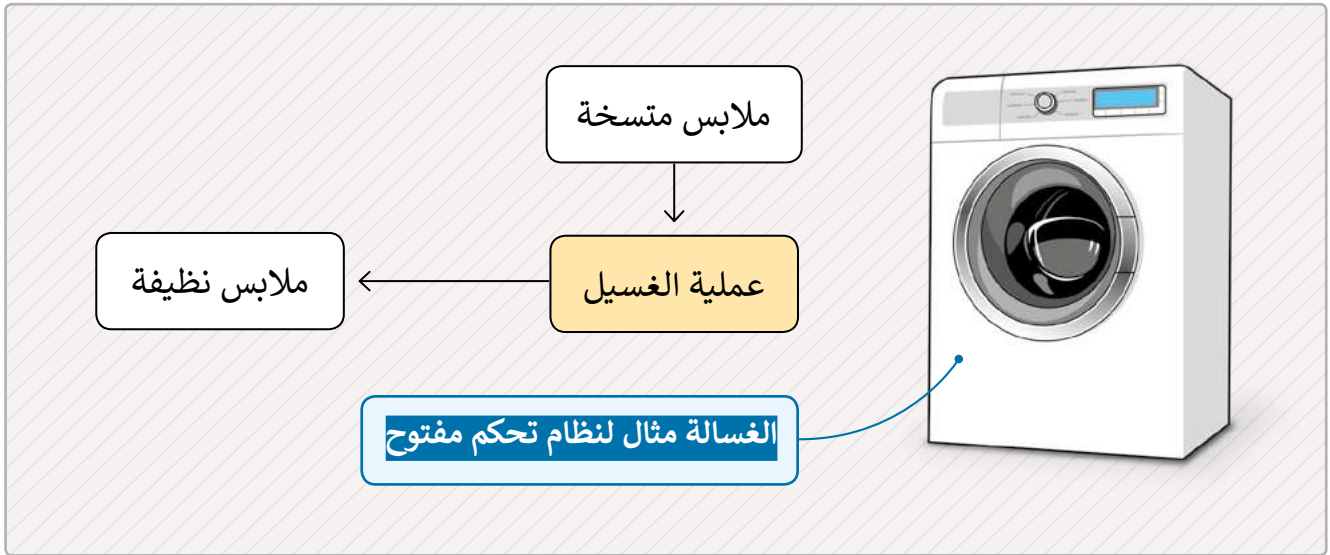 ملابس متسخة
عملية الغسيل
ملابس نظيفة
الغسالة مثال لنظام تحكم مفتوح